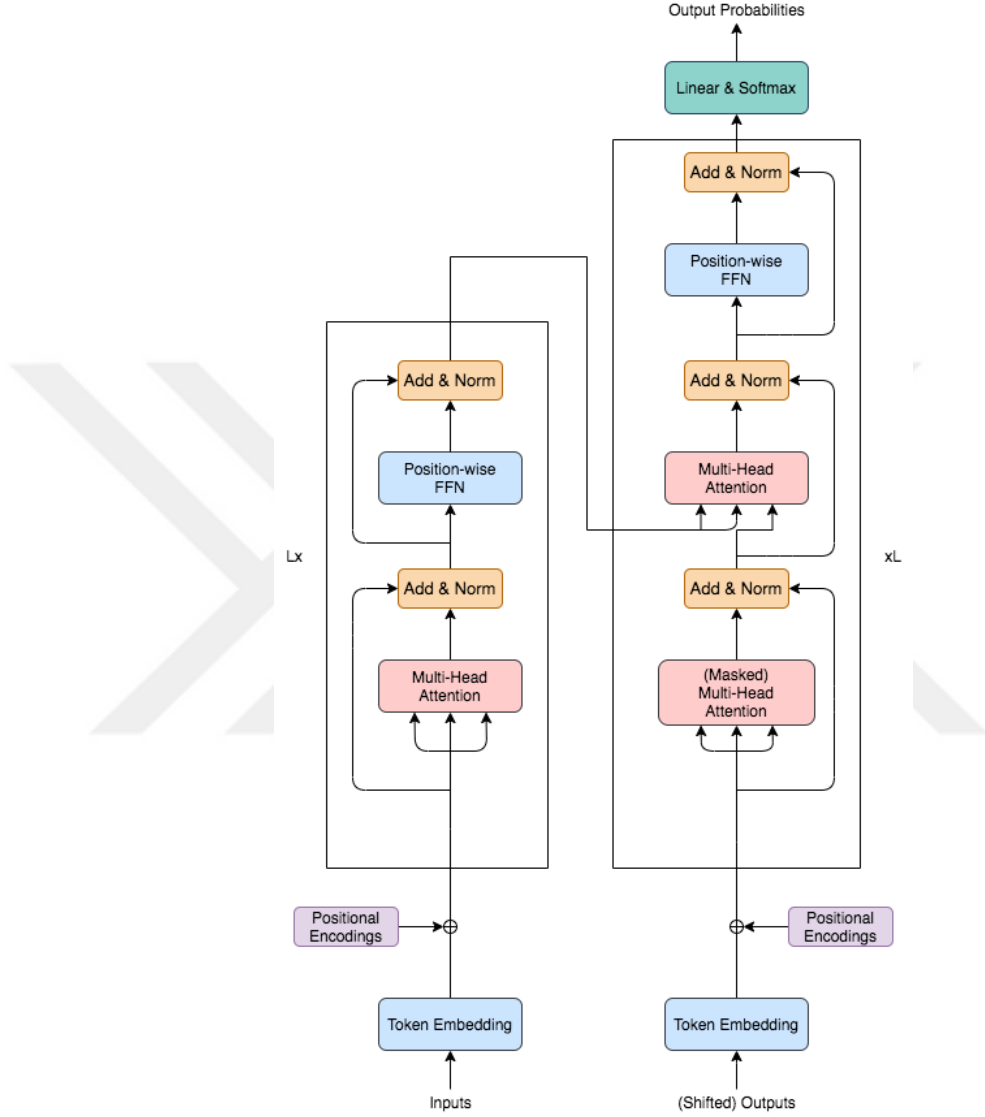 Output Probabilities
Linear & Softmax
Add & Norm
Position-wise
FFN
Add & Norm
Multi-Head
Attention
Add & Norm
(Masked)
Multi-Head
Attention
xL
Positional
Encodings
Token Embedding
(Shifted) Outputs
Add & Norm
Position-wise
FFN
Lx
Add & Norm
Multi-Head
Attention
Positional
Encodings
Token Embedding
Inputs